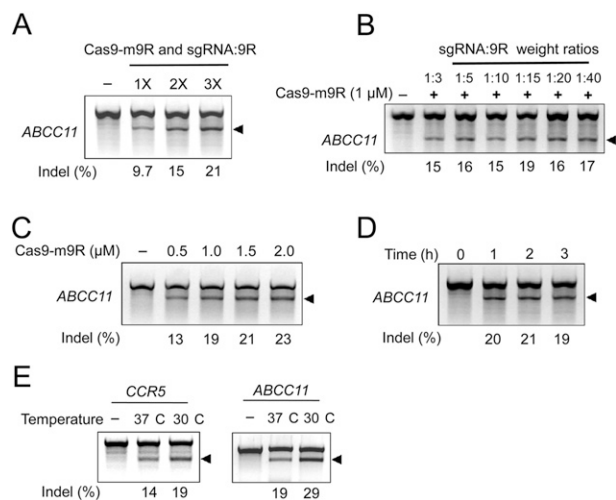 A
Cas9-m9R and sgRNA:9R
– 1X 2X 3X
ABCC11
Indel (%) 9.7 15 21
B
sgRNA:9R weight ratios
1:3 1:5 1:10 1:15 1:20 1:40
Cas9-m9R (1 µM) – + + + + + +
ABCC11
Indel (%) 15 16 15 19 16 17
C
Cas9-m9R (µM) – 0.5 1.0 1.5 2.0
ABCC11
Indel (%) 13 19 21 23
D
Time (h) 0 1 2 3
ABCC11
Indel (%) 20 21 19
E
CCR5 ABCC11
Temperature – 37 C 30 C – 37 C 30 C
Indel (%) 14 19 19 29